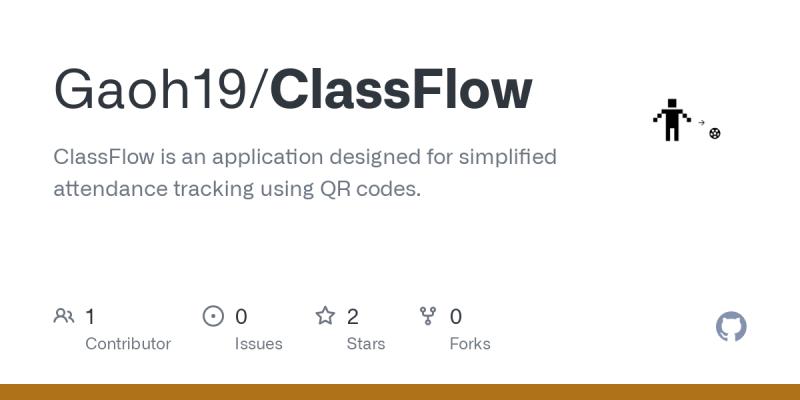 Gaoh19/ClassFlow
ClassFlow is an application designed for simplified
attendance tracking using QR codes.
1
Contributor
0
Issues
2
Stars
0
Forks